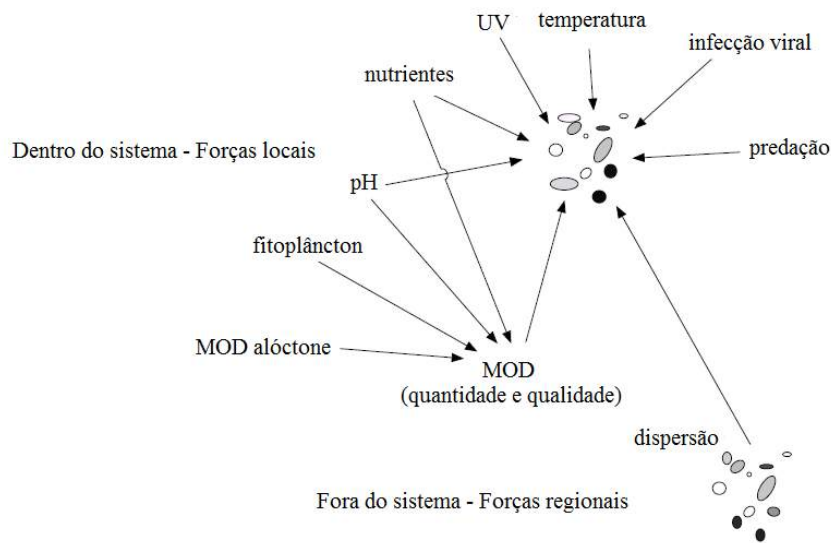 UV
temperatura
infecção viral
nutrientes
Dentro do sistema - Forças locais
predação
pH
fitoplâncton
MOD alóctone
MOD
(quantidade e qualidade)
dispersão
Fora do sistema - Forças regionais